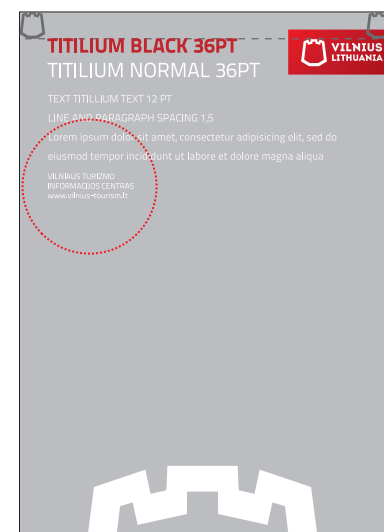 TITILIUM BLACK 36PT
TITILIUM NORMAL 36PT
VILNIUS
LITHUANIA
TEXT TITILLIUM TEXT 12 PT
LINE AND PARAGRAPH SPACING 1,5
Lorem ipsum dolor sit amet, consectetur adipisicing elit, sed do
eiusmod tempor incididunt ut labore et dolore magna aliqua
VILNIAUS TURIZMO
INFORMACIJOS CENTRAS
www.vilnius-tourism.lt